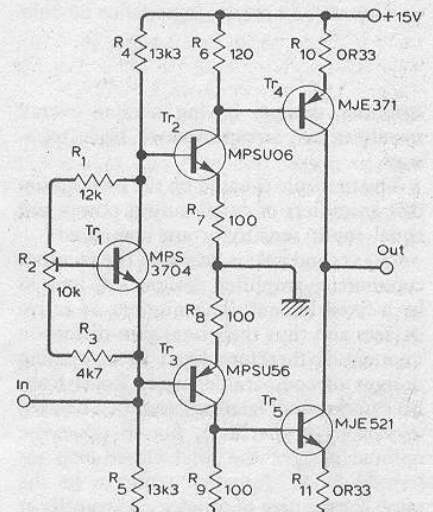 +15V
R4 13k3
R6 120
R10 0R33
Tr4
MJE371
Tr2
MPSU06
R1
12k
R7 100
Tr1
MPS
3704
R2
10k
Out
R8 100
R3
4k7
Tr3
MPSU56
In
Tr5
MJE521
R5 13k3
R9 100
R11 0R33